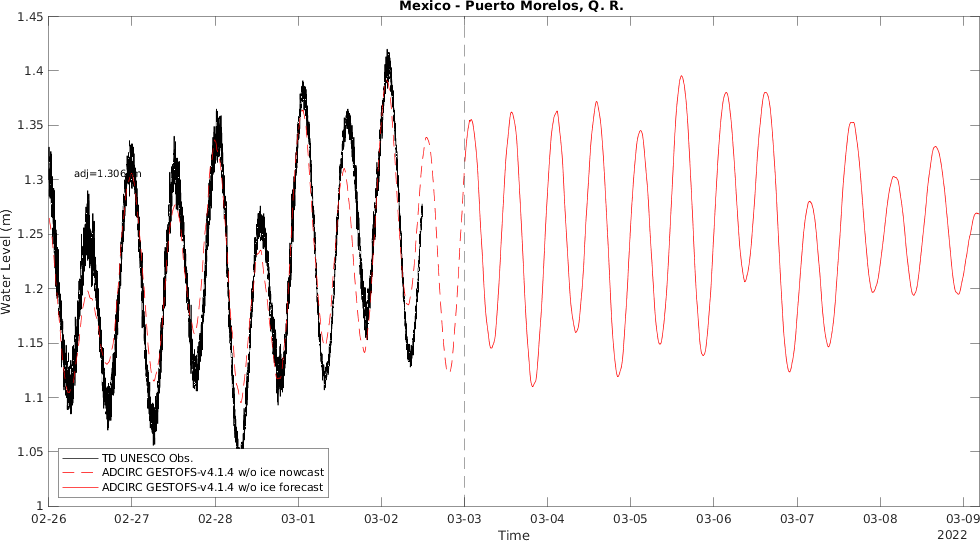 Mexico - Puerto Morelos, Q. R.
1.45
1.4
1.35
1.3
1.25
1.2
1.15
1.1
1.05
1
Water Level (m)
adj=1.306 m
TD UNESCO Obs.
ADCIRC GESTOFS-v4.1.4 w/o ice nowcast
ADCIRC GESTOFS-v4.1.4 w/o ice forecast
02-26 02-27 02-28 03-01 03-02 03-03 03-04 03-05 03-06 03-07 03-08 03-09
Time
2022